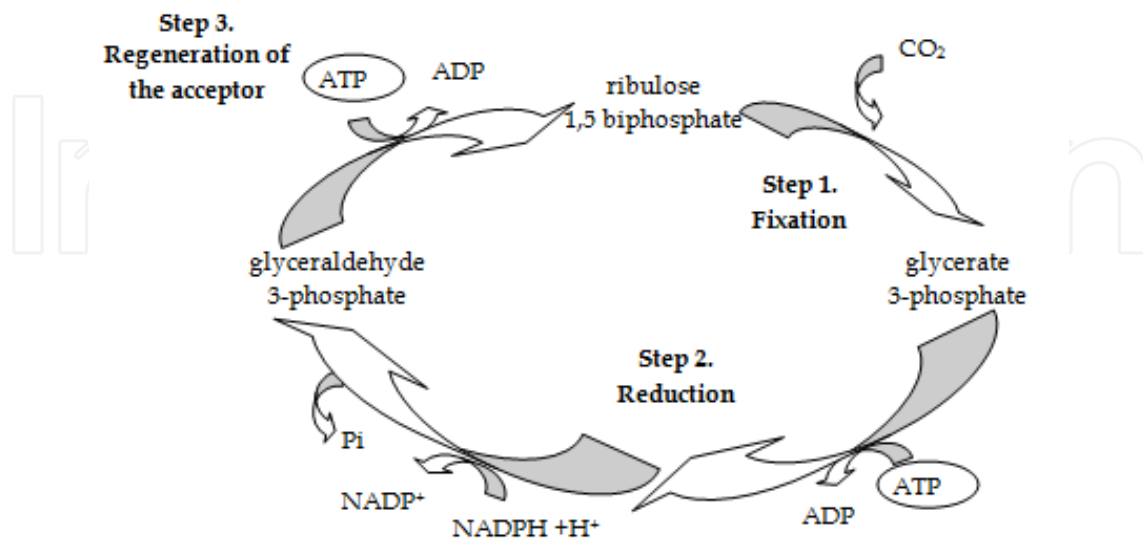 Step 3.
Regeneration of
the acceptor
ATP
ADP
ribulose
1,5 biphosphate
CO₂
Step 1.
Fixation
glyceraldehyde
3-phosphate
glycerate
3-phosphate
Step 2.
Reduction
Pi
NADP⁺
NADPH +H⁺
ADP
ATP